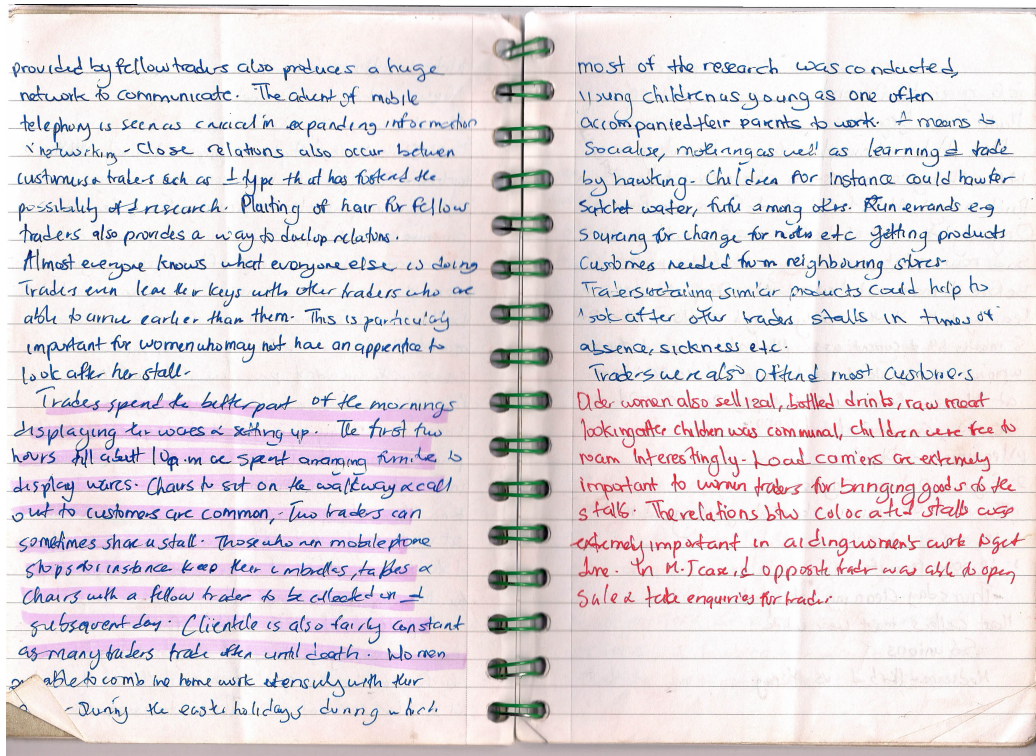 provided by fellow traders also produces a huge
network to communicate. The advent of mobile
telephony is seen as crucial in expanding information
networking - Close relations also occur between
customers & traders such as type that has fostered the
possibility of research. Plaiting of hair for fellow
traders also provides a way to develop relations.
Almost everyone knows what everyone else is doing
Traders even leave their keys with other traders who are
able to arrive earlier than them. This is particularly
important for women who may not have an apprentice to
look after her stall.
Traders spend the better part of the mornings
displaying their wares & setting up. The first two
hours till about 10p.m are spent arranging furniture to
display wares. Chairs to sit on the walkway & call
out to customers are common, Two traders can
sometimes share a stall. Those who run mobile phone
shops for instance keep their umbrellas, tables &
chairs with a fellow trader to be collected on
subsequent day. Clientele is also fairly constant
as many traders trade often until death. Women
able to combine home work with their
- During the easter holidays during which
most of the research was conducted,
young children as young as one often
accompanied their parents to work. A means to
Socialise, as well as learning trade
by hawking. Children for instance could hawk
Satchet water, fufu among others. Run errands e.g
sourcing for change for notes etc getting products
customers needed from neighbouring stores.
Traders retailing similar products could help to
look after other traders stalls in times of
absence, sickness etc.
Traders were also most customers
Older women also sell bottled drinks, raw meat
looking after children was communal, children were free to
roam interestingly. Load carriers are extremely
important to women traders for bringing goods to the
stalls. The relations btw colocated stalls was
extremely important in aiding women's work to get
done. In M.J case, opposite trader was able to open,
sale & take enquiries for trader